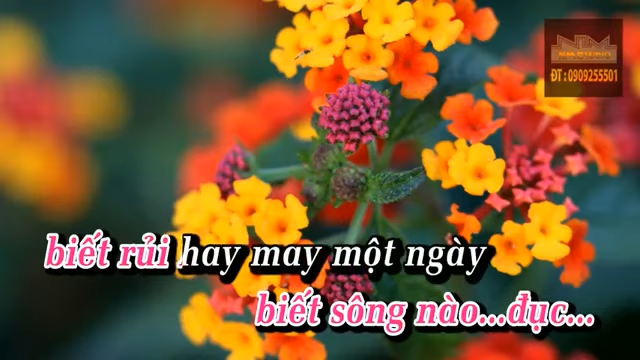 ĐT : 0909255501
biết rủi hay may một ngày
biết sông nào...đục...